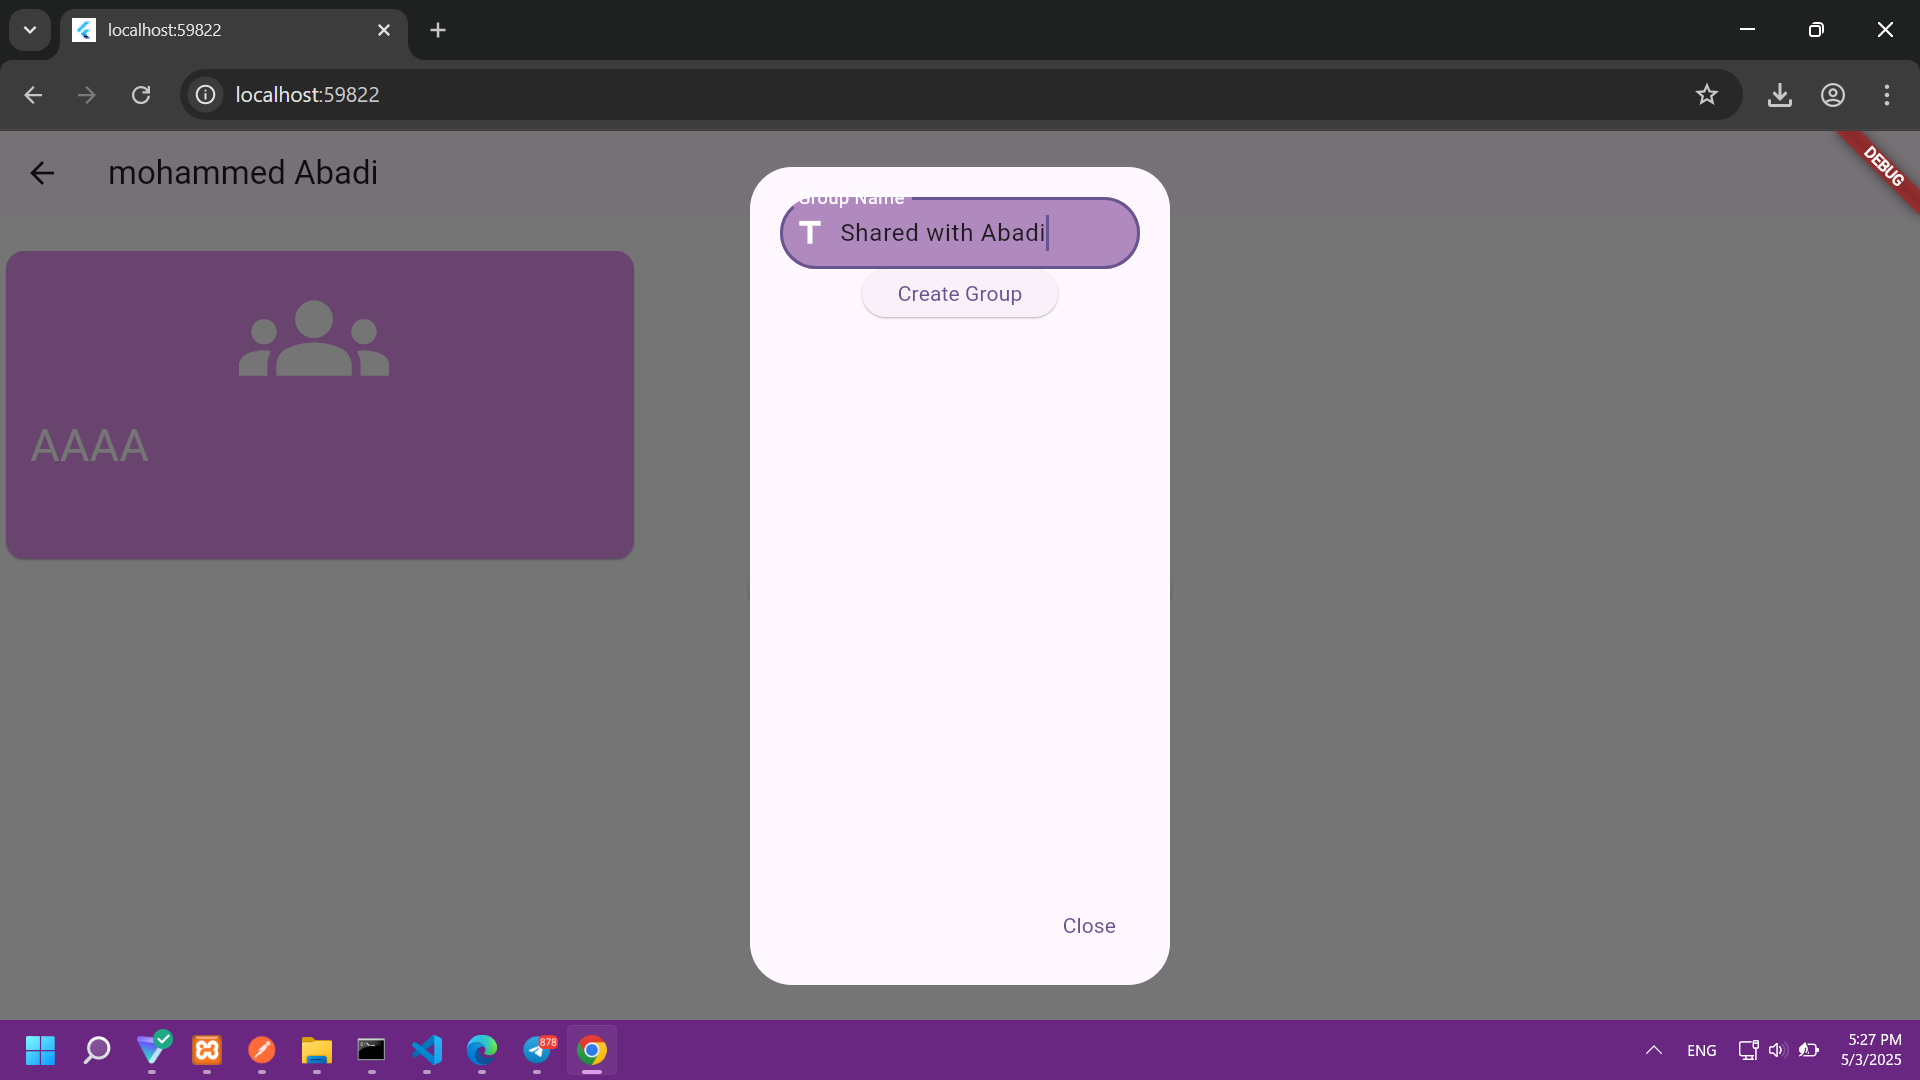 localhost:59822
localhost:59822
mohammed Abadi
DEBUG
Group Name
T Shared with Abadi
Create Group
AAAA
Close
878
ENG
5:27 PM
5/3/2025